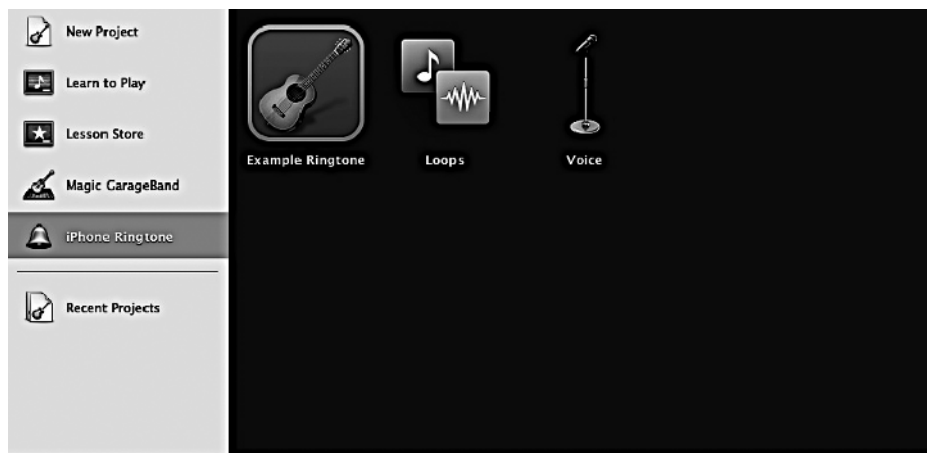 New Project
Learn to Play
Lesson Store
Magic GarageBand
iPhone Ringtone
Recent Projects
Example Ringtone
Loops
Voice